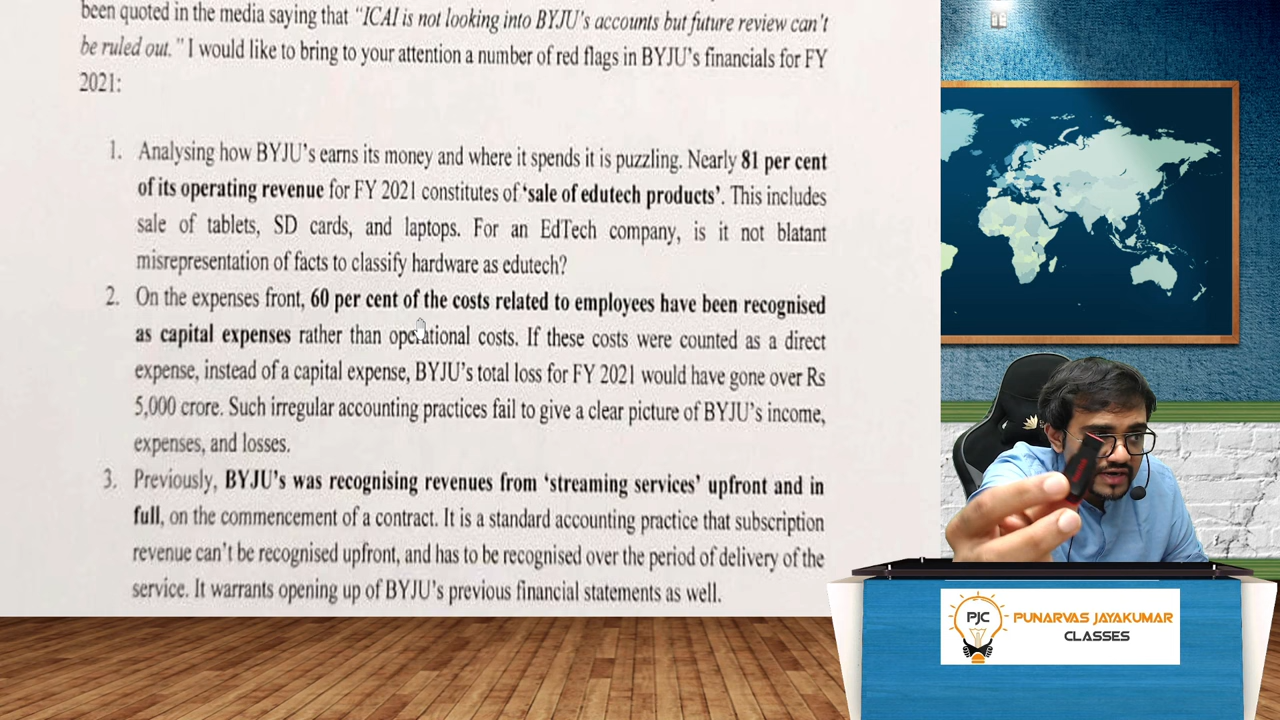 been quoted in the media saying that "ICAI is not looking into BYJU's accounts but future review can't
be ruled out." I would like to bring to your attention a number of red flags in BYJU's financials for FY
2021:
1. Analysing how BYJU's earns its money and where it spends it is puzzling. Nearly 81 per cent
of its operating revenue for FY 2021 constitutes of 'sale of edutech products'. This includes
sale of tablets, SD cards, and laptops. For an EdTech company, is it not blatant
misrepresentation of facts to classify hardware as edutech?
2. On the expenses front, 60 per cent of the costs related to employees have been recognised
as capital expenses rather than operational costs. If these costs were counted as a direct
expense, instead of a capital expense, BYJU's total loss for FY 2021 would have gone over Rs
5,000 crore. Such irregular accounting practices fail to give a clear picture of BYJU's income,
expenses, and losses.
3. Previously, BYJU's was recognising revenues from 'streaming services' upfront and in
full, on the commencement of a contract. It is a standard accounting practice that subscription
revenue can't be recognised upfront, and has to be recognised over the period of delivery of the
service. It warrants opening up of BYJU's previous financial statements as well.
PJC
PUNARVAS JAYAKUMAR
CLASSES